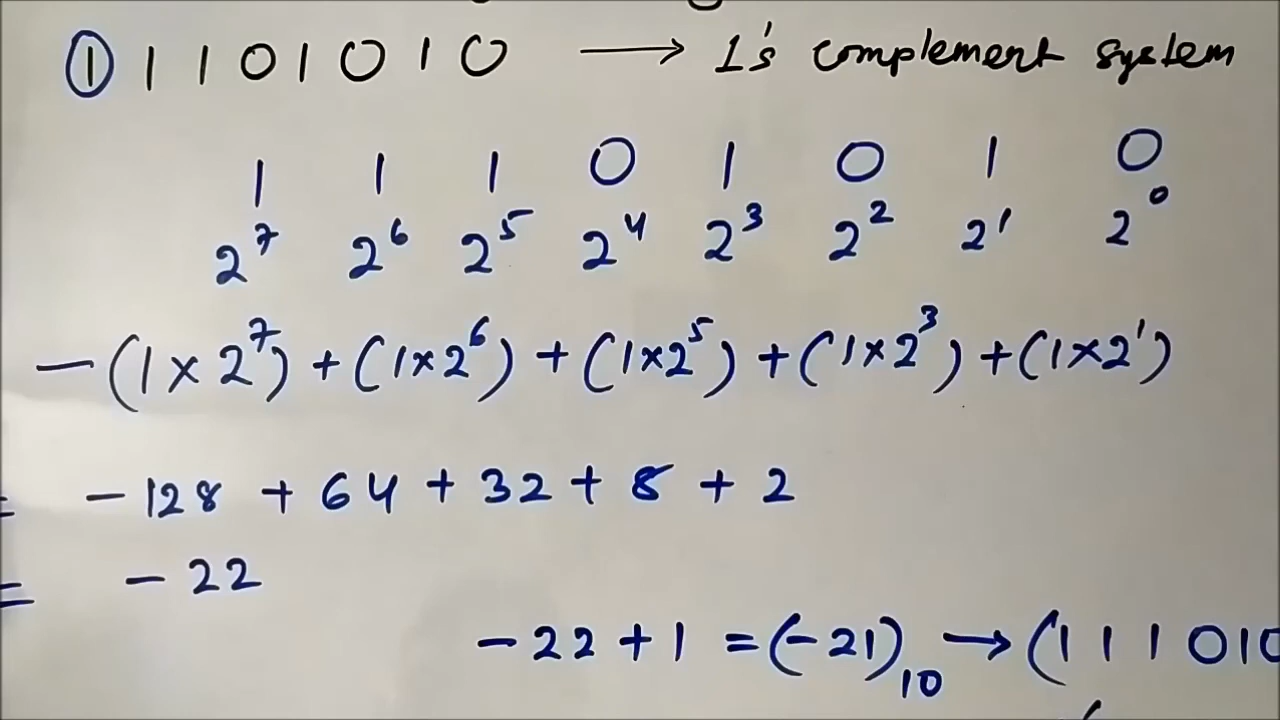 1 1 1 0 1 0 1 0 → 1's complement system
1 1 1 0 1 0 1 0
2⁷ 2⁶ 2⁵ 2⁴ 2³ 2² 2¹ 2⁰
-(1×2⁷)+(1×2⁶)+(1×2⁵)+(1×2³)+(1×2¹)
= -128 + 64 + 32 + 8 + 2
= -22
-22+1 = (-21)₁₀ → (1 1 1 0 1 0